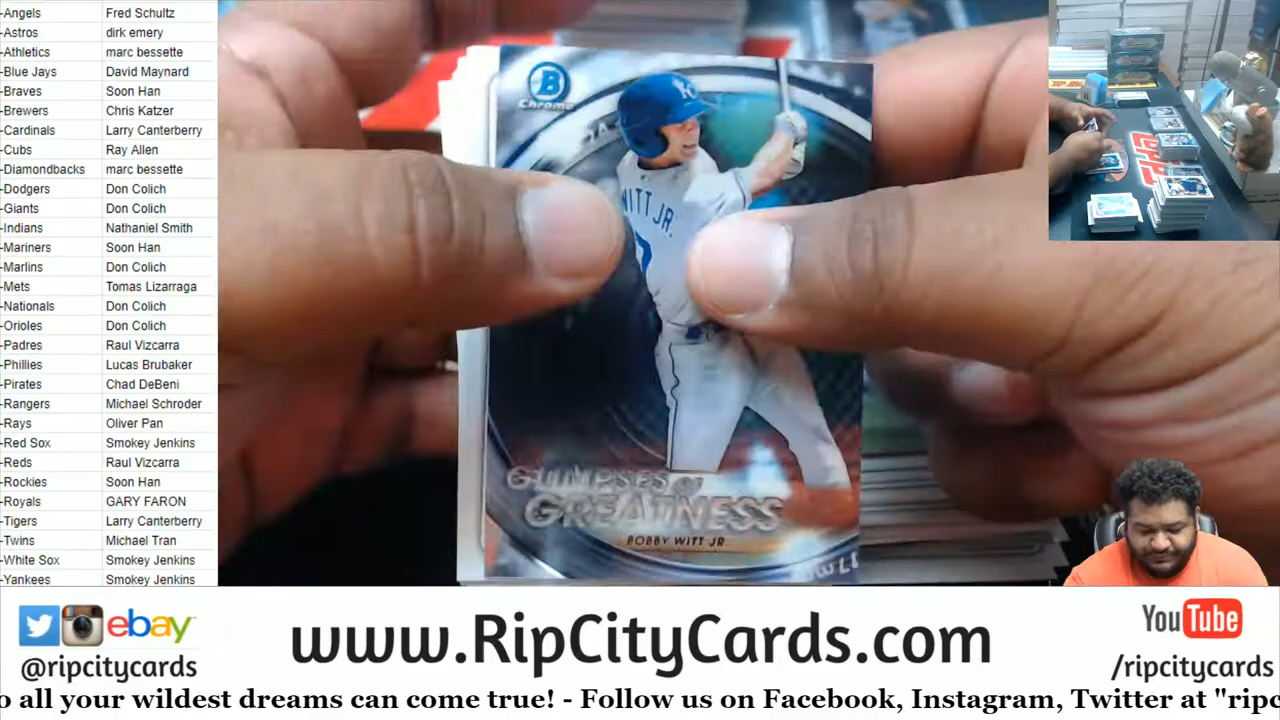 -Angels Fred Schultz
-Astros dirk emery
-Athletics marc bessette
-Blue Jays David Maynard
-Braves Soon Han
-Brewers Chris Katzer
-Cardinals Larry Canterberry
-Cubs Ray Allen
-Diamondbacks marc bessette
-Dodgers Don Colich
-Giants Don Colich
-Indians Nathaniel Smith
-Mariners Soon Han
-Marlins Don Colich
-Mets Tomas Lizarraga
-Nationals Don Colich
-Orioles Don Colich
-Padres Raul Vizcarra
-Phillies Lucas Brubaker
-Pirates Chad DeBeni
-Rangers Michael Schroder
-Rays Oliver Pan
-Red Sox Smokey Jenkins
-Reds Raul Vizcarra
-Rockies Soon Han
-Royals GARY FARON
-Tigers Larry Canterberry
-Twins Michael Tran
-White Sox Smokey Jenkins
-Yankees Smokey Jenkins
B
Chrome
KC
WITT JR.
7
GLIMPSES of
GREATNESS
BOBBY WITT JR
ebay
@ripcitycards
www.RipCityCards.com
YouTube
/ripcitycards
o all your wildest dreams can come true! - Follow us on Facebook, Instagram, Twitter at "ripc